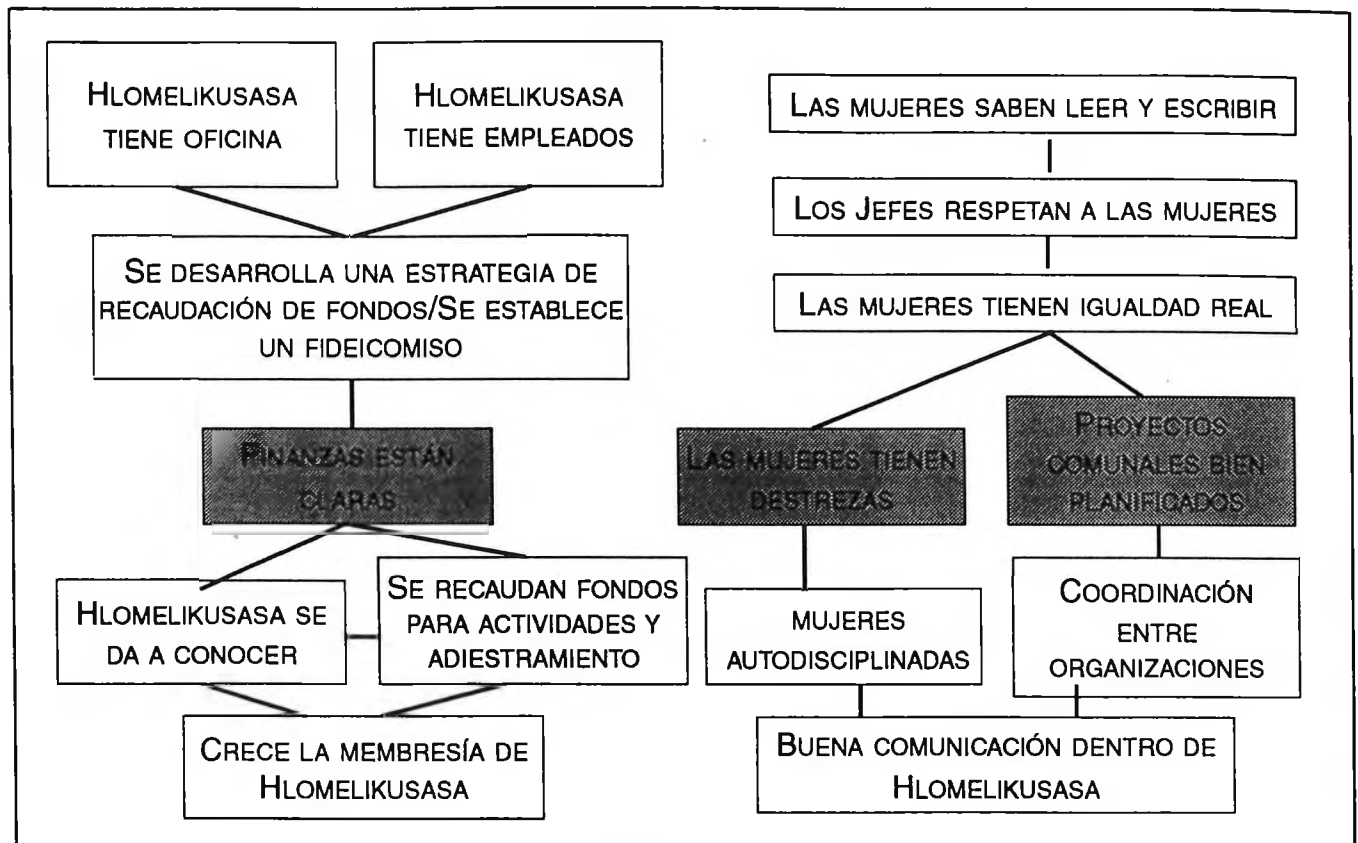 HLOMELIKUSASA
TIENE OFICINA
HLOMELIKUSASA
TIENE EMPLEADOS
SE DESARROLLA UNA ESTRATEGIA DE
RECAUDACIÓN DE FONDOS/SE ESTABLECE
UN FIDEICOMISO
FINANZAS ESTÁN
CLARAS
HLOMELIKUSASA SE
DA A CONOCER
SE RECAUDAN FONDOS
PARA ACTIVIDADES Y
ADIESTRAMIENTO
CRECE LA MEMBRESÍA DE
HLOMELIKUSASA
LAS MUJERES SABEN LEER Y ESCRIBIR
LOS JEFES RESPETAN A LAS MUJERES
LAS MUJERES TIENEN IGUALDAD REAL
LAS MUJERES TIENEN
DESTREZAS
PROYECTOS
COMUNALES BIEN
PLANIFICADOS
MUJERES
AUTODISCIPLINADAS
COORDINACIÓN
ENTRE
ORGANIZACIONES
BUENA COMUNICACIÓN DENTRO DE
HLOMELIKUSASA